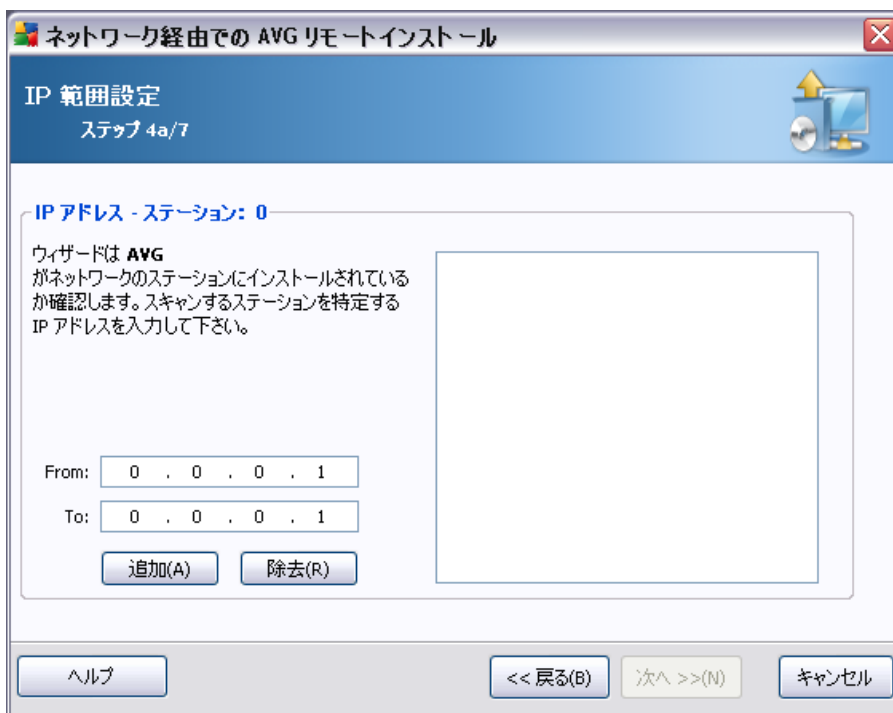 ネットワーク経由での AVG リモートインストール
IP 範囲設定
ステップ 4a/7
IP アドレス - ステーション: 0
ウィザードは AVG
がネットワークのステーションにインストールされている
か確認します。スキャンするステーションを特定する
IP アドレスを入力して下さい。
From: 0 . 0 . 0 . 1
To: 0 . 0 . 0 . 1
追加(A) 除去(R)
ヘルプ << 戻る(B) 次へ >>(N) キャンセル